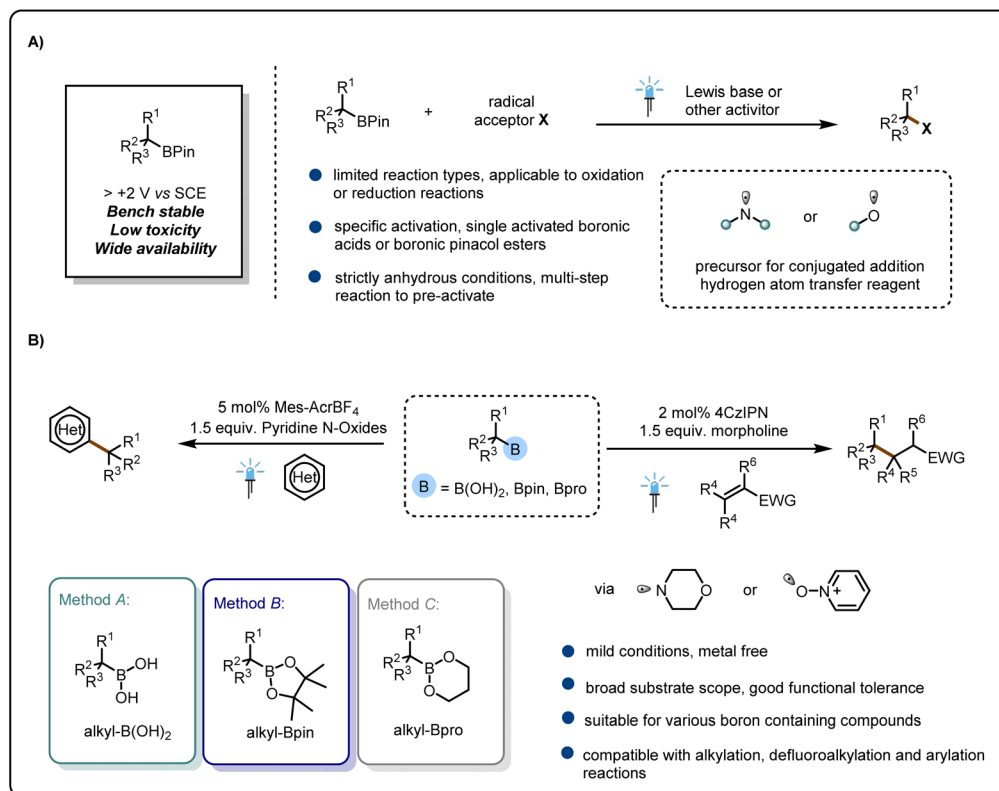 A)
R1
R2
R3
BPin
> +2 V vs SCE
Bench stable
Low toxicity
Wide availability
R1
R2
R3
BPin
+
radical
acceptor X
Lewis base or
other activitor
R1
R2
R3
X
limited reaction types, applicable to oxidation
or reduction reactions
specific activation, single activated boronic
acids or boronic pinacol esters
strictly anhydrous conditions, multi-step
reaction to pre-activate
N
or
O
precursor for conjugated addition
hydrogen atom transfer reagent
B)
Het
R1
R2
R3
5 mol% Mes-AcrBF4
1.5 equiv. Pyridine N-Oxides
Het
R1
R2
R3
B
B = B(OH)2, Bpin, Bpro
2 mol% 4CzIPN
1.5 equiv. morpholine
R6
R4
R4
EWG
R1
R6
R2
R3
R4
R5
EWG
Method A:
R1
R2
R3
B
OH
OH
alkyl-B(OH)2
Method B:
R1
R2
R3
B
O
O
alkyl-Bpin
Method C:
R1
R2
R3
B
O
O
alkyl-Bpro
via
N
O
or
O
N
+
mild conditions, metal free
broad substrate scope, good functional tolerance
suitable for various boron containing compounds
compatible with alkylation, defluoroalkylation and arylation
reactions